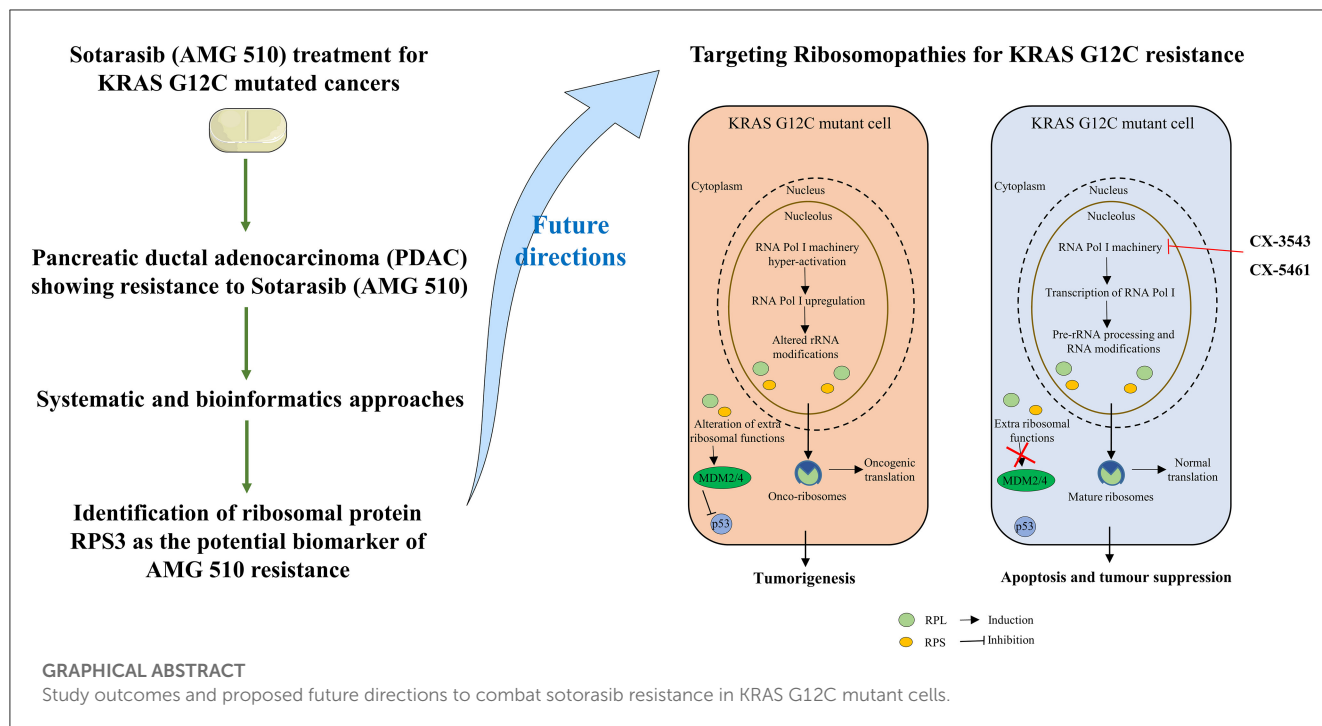 Sotarasib (AMG 510) treatment for
KRAS G12C mutated cancers
Pancreatic ductal adenocarcinoma (PDAC)
showing resistance to Sotarasib (AMG 510)
Systematic and bioinformatics approaches
Identification of ribosomal protein
RPS3 as the potential biomarker of
AMG 510 resistance
Future
directions
Targeting Ribosomopathies for KRAS G12C resistance
KRAS G12C mutant cell
Cytoplasm
Nucleus
Nucleolus
RNA Pol I machinery
hyper-activation
RNA Pol I upregulation
Altered rRNA
modifications
Alteration of extra
ribosomal functions
MDM2/4
p53
Onco-ribosomes
Oncogenic
translation
Tumorigenesis
KRAS G12C mutant cell
Cytoplasm
Nucleus
Nucleolus
RNA Pol I machinery
Transcription of RNA Pol I
Pre-rRNA processing and
RNA modifications
Extra ribosomal
functions
MDM2/4
p53
Mature ribosomes
Normal
translation
Apoptosis and tumour suppression
CX-3543
CX-5461
RPL
Induction
RPS
Inhibition
GRAPHICAL ABSTRACT
Study outcomes and proposed future directions to combat sotorasib resistance in KRAS G12C mutant cells.